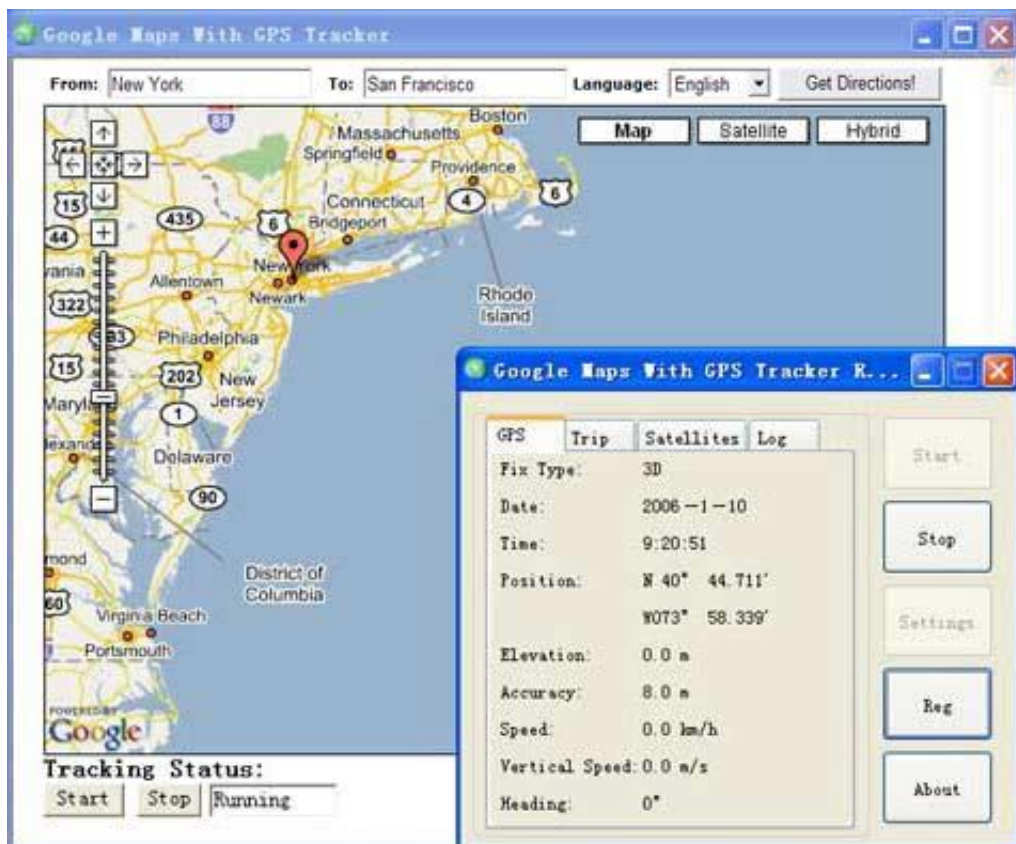 Google Maps With GPS Tracker
From: New York To: San Francisco Language: English Get Directions!
Map Satellite Hybrid
88
Boston
Massachusetts
Springfield
Providence
Connecticut
4
6
15
435
6
Bridgeport
44
New York
vania
Allentown
Newark
322
Rhode
Island
83
Philadelphia
15
202
New
Jersey
Maryla
1
Delaware
90
mond
District of
Columbia
60
Virginia Beach
Portsmouth
POWERED BY
Google
Tracking Status:
Start Stop Running
Google Maps With GPS Tracker R...
GPS Trip Satellites Log
Fix Type: 3D
Date: 2006-1-10
Time: 9:20:51
Position: N 40° 44.711'
W073° 58.339'
Elevation: 0.0 m
Accuracy: 8.0 m
Speed: 0.0 km/h
Vertical Speed: 0.0 m/s
Heading: 0°
Start
Stop
Settings
Reg
About